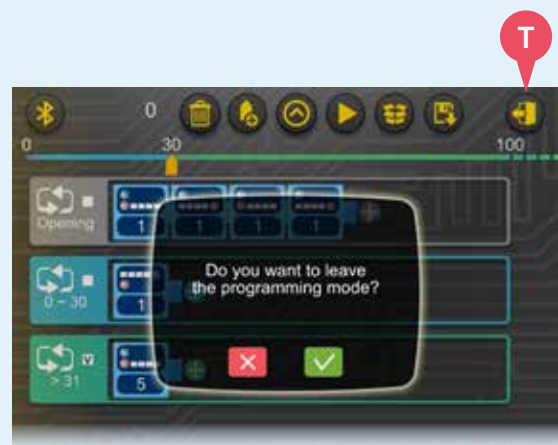 T
0
0 30 100
Opening
1 1 1 1
Do you want to leave
the programming mode?
0 ~ 30
1
V
> 31
5